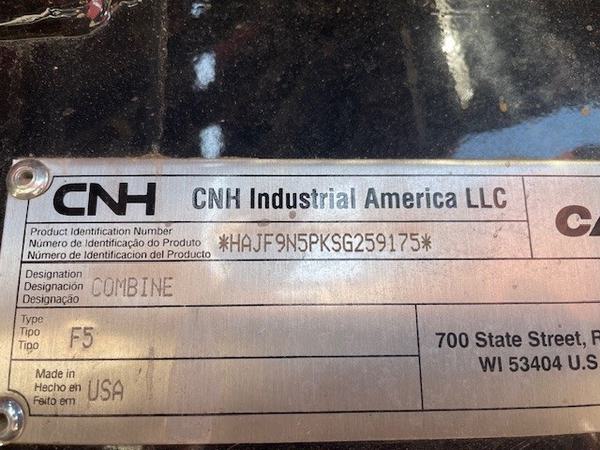 CNH CNH Industrial America LLC
CA
Product Identification Number
Número de Identificação do Produto
Número de Identificacion del Producto
*HAJF9N5PKSG259175*
Designation
Designación
Designação
COMBINE
Type
Tipo
Tipo
F5
700 State Street, R
WI 53404 U.S
Made in
Hecho en
Feito em
USA